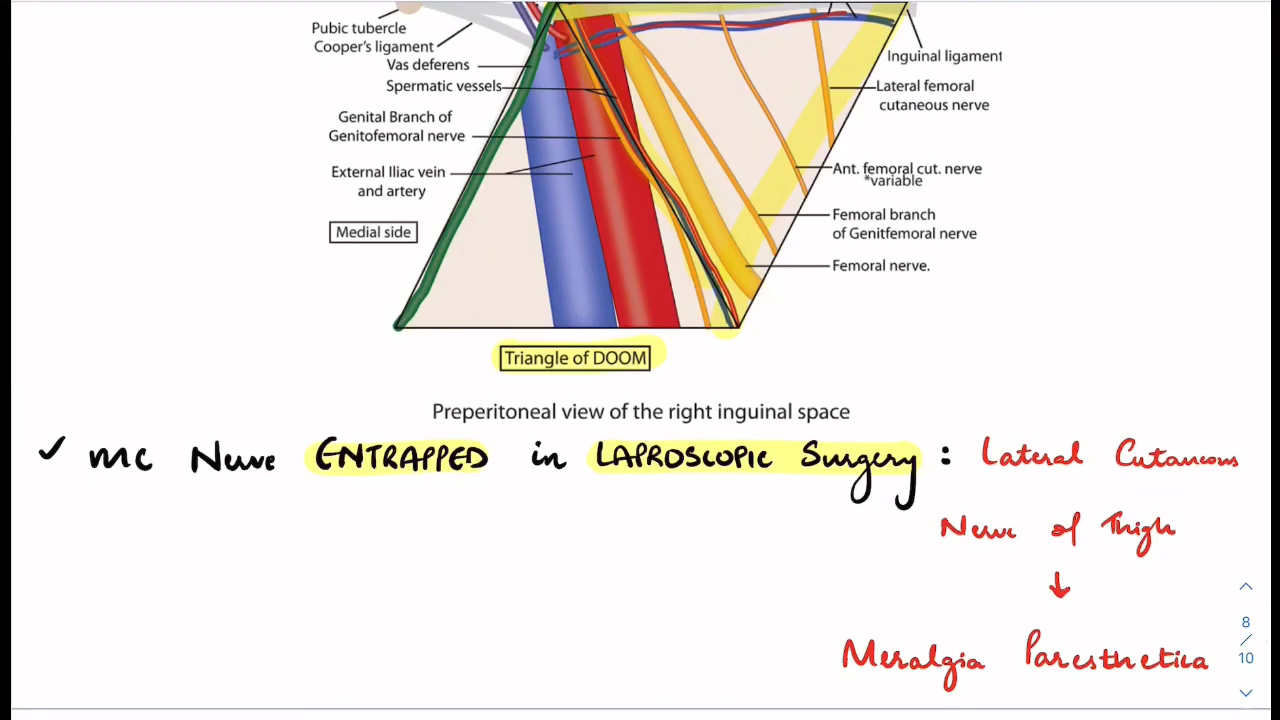 Pubic tubercle
Cooper's ligament
Vas deferens
Spermatic vessels
Genital Branch of
Genitofemoral nerve
External Iliac vein
and artery
Medial side
Inguinal ligament
Lateral femoral
cutaneous nerve
Ant. femoral cut. nerve
*variable
Femoral branch
of Genitfemoral nerve
Femoral nerve.
Triangle of DOOM
Preperitoneal view of the right inguinal space
✓ MC Nerve ENTRAPPED in LAPROSCOPIC Surgery : Lateral Cutaneous
Nerve of Thigh
↓
Meralgia Paresthetica
8
/
10